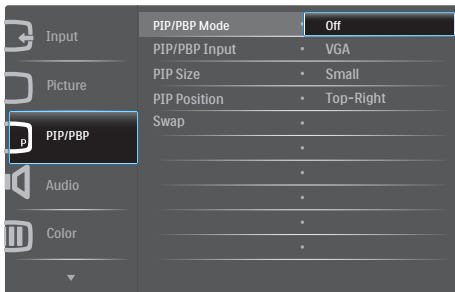 Input
Picture
P
PIP/PBP
Audio
Color
PIP/PBP Mode Off
PIP/PBP Input VGA
PIP Size Small
PIP Position Top-Right
Swap